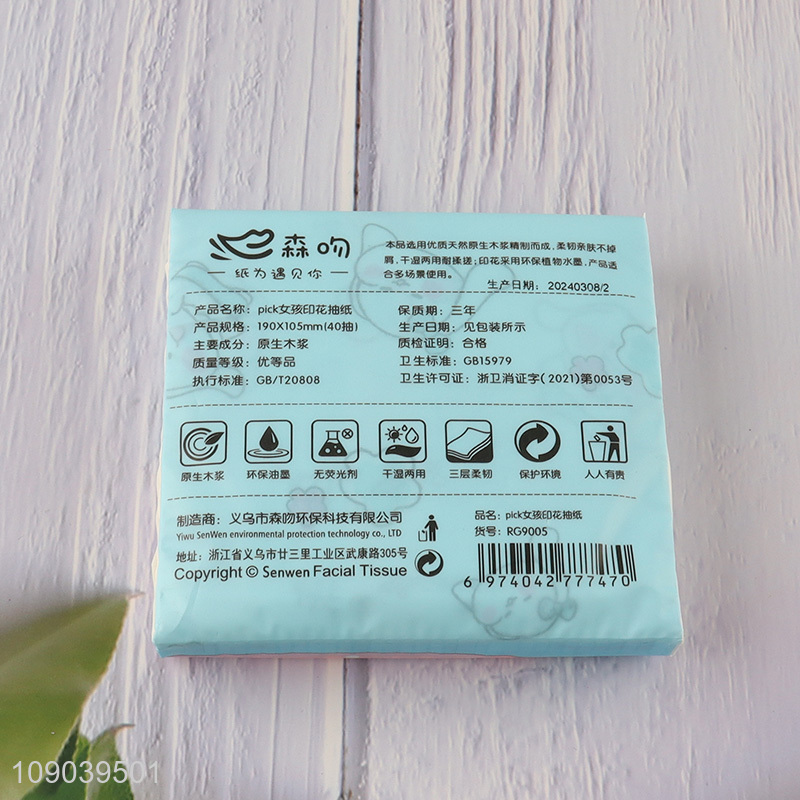 森吻
纸为遇见你
本品选用优质天然原生木浆精制而成，柔韧亲肤不掉
屑，干湿两用耐揉搓；印花采用环保植物水墨，产品适
合多场景使用。
生产日期：20240308/2
产品名称：pick女孩印花抽纸
产品规格：190X105mm(40抽)
主要成分：原生木浆
质量等级：优等品
执行标准：GB/T20808
保质期：三年
生产日期：见包装所示
质检证明：合格
卫生标准：GB15979
卫生许可证：浙卫消证字(2021)第0053号
原生木浆 环保油墨 无荧光剂 干湿两用 三层柔韧 保护环境 人人有责
制造商：义乌市森吻环保科技有限公司
Yiwu SenWen environmental protection technology co., LTD
地址：浙江省义乌市廿三里工业区武康路305号
Copyright © Senwen Facial Tissue
品名：pick女孩印花抽纸
货号：RG9005
6 974042 777470
109039501